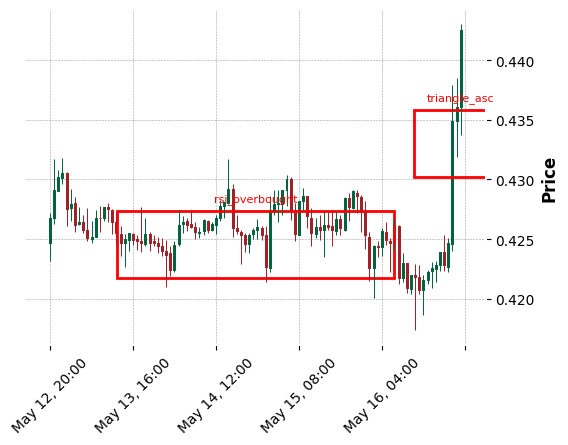 0.440
triangle_asc
0.435
0.430
rsi_overbought
0.425
0.420
Price
May 12, 20:00
May 13, 16:00
May 14, 12:00
May 15, 08:00
May 16, 04:00